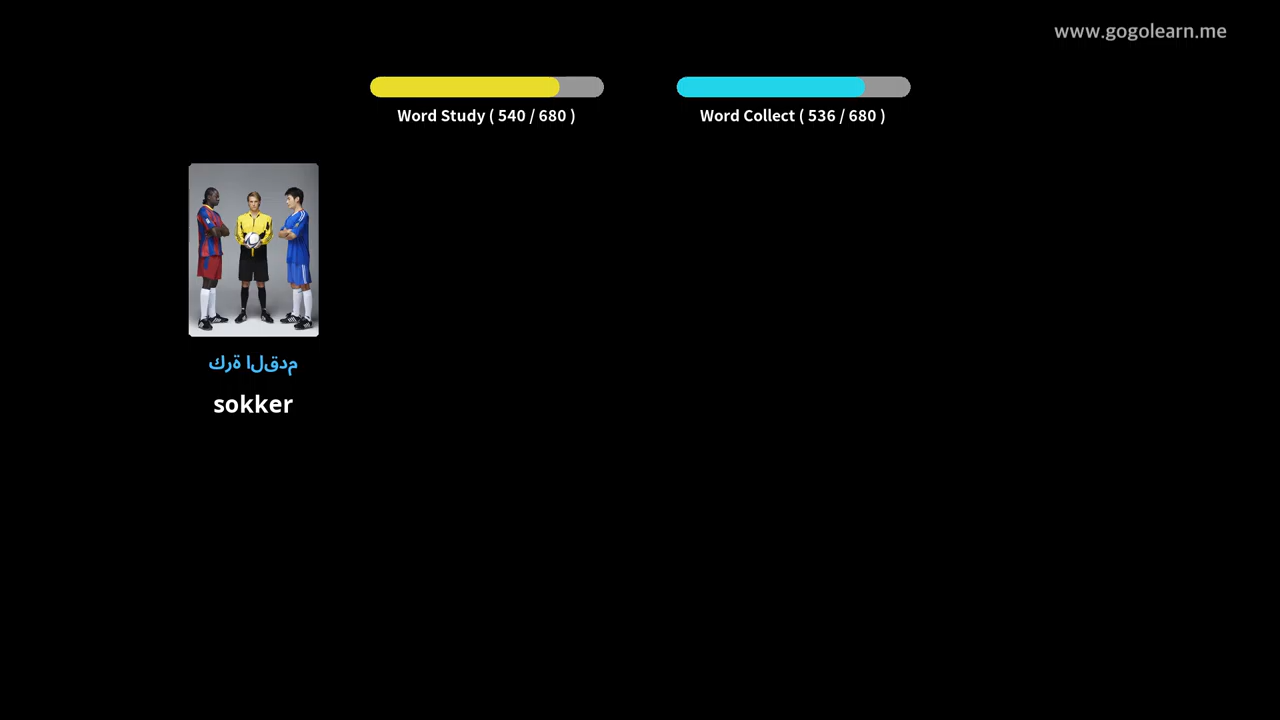 www.gogolearn.me
Word Study ( 540 / 680 )
Word Collect ( 536 / 680 )
كرة القدم
sokker